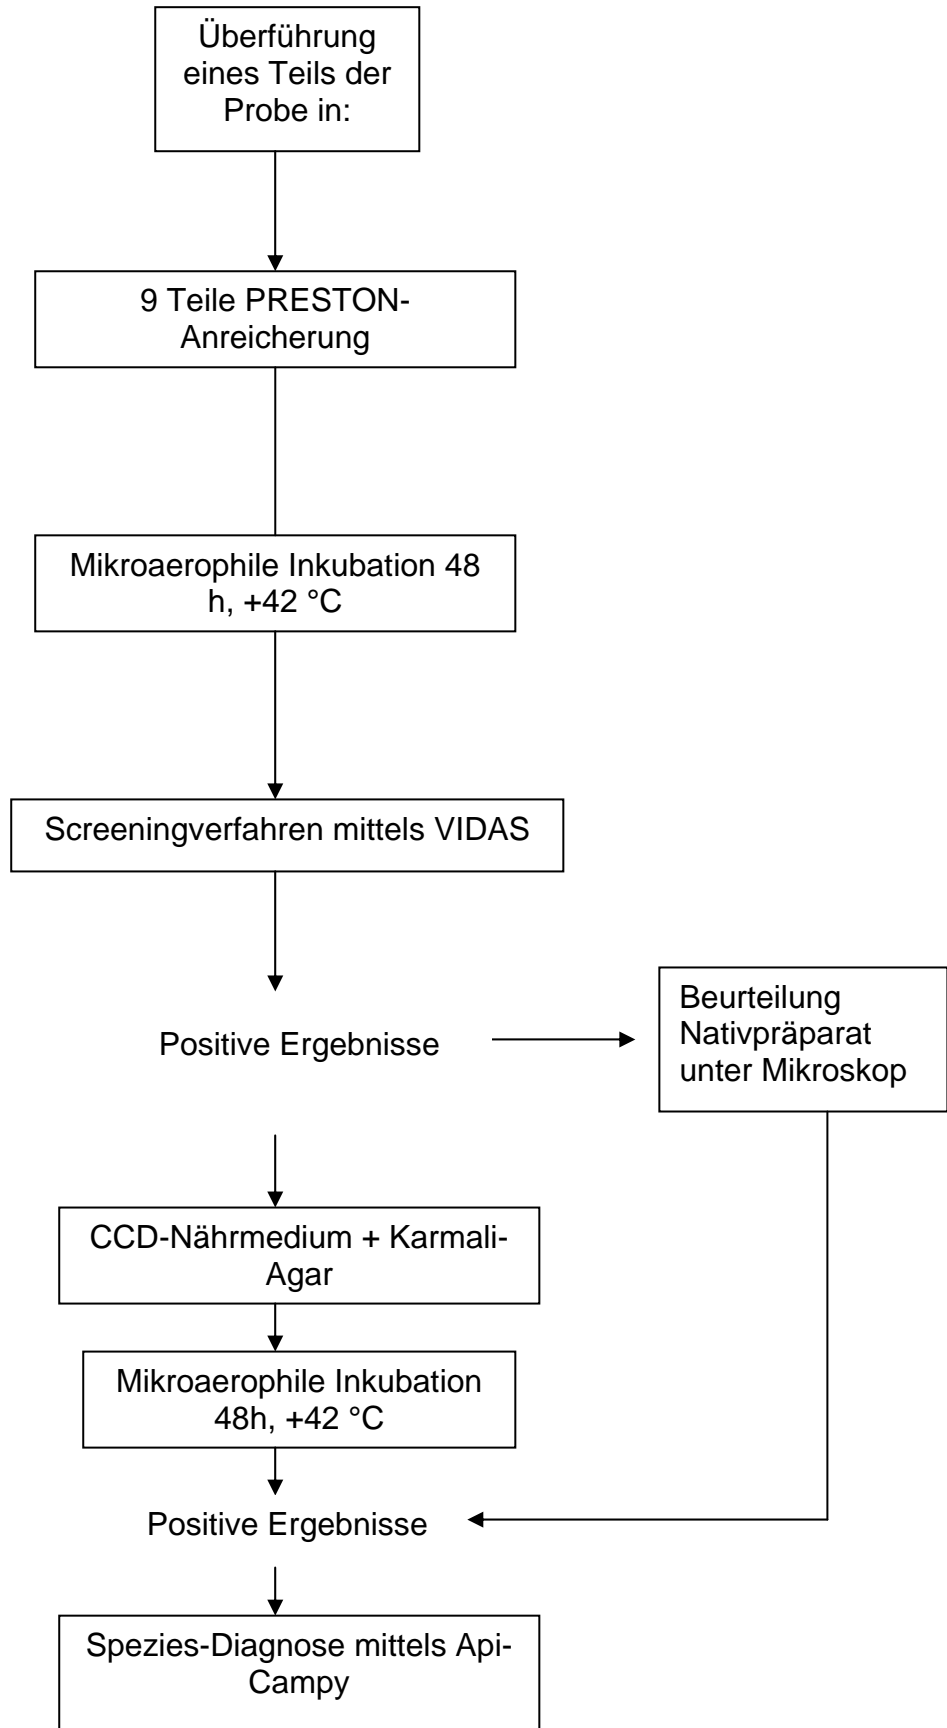 Überführung
eines Teils der
Probe in:
9 Teile PRESTON-
Anreicherung
Mikroaerophile Inkubation 48
h, +42 °C
Screeningverfahren mittels VIDAS
Positive Ergebnisse
Beurteilung
Nativpräparat
unter Mikroskop
CCD-Nährmedium + Karmali-
Agar
Mikroaerophile Inkubation
48h, +42 °C
Positive Ergebnisse
Spezies-Diagnose mittels Api-
Campy